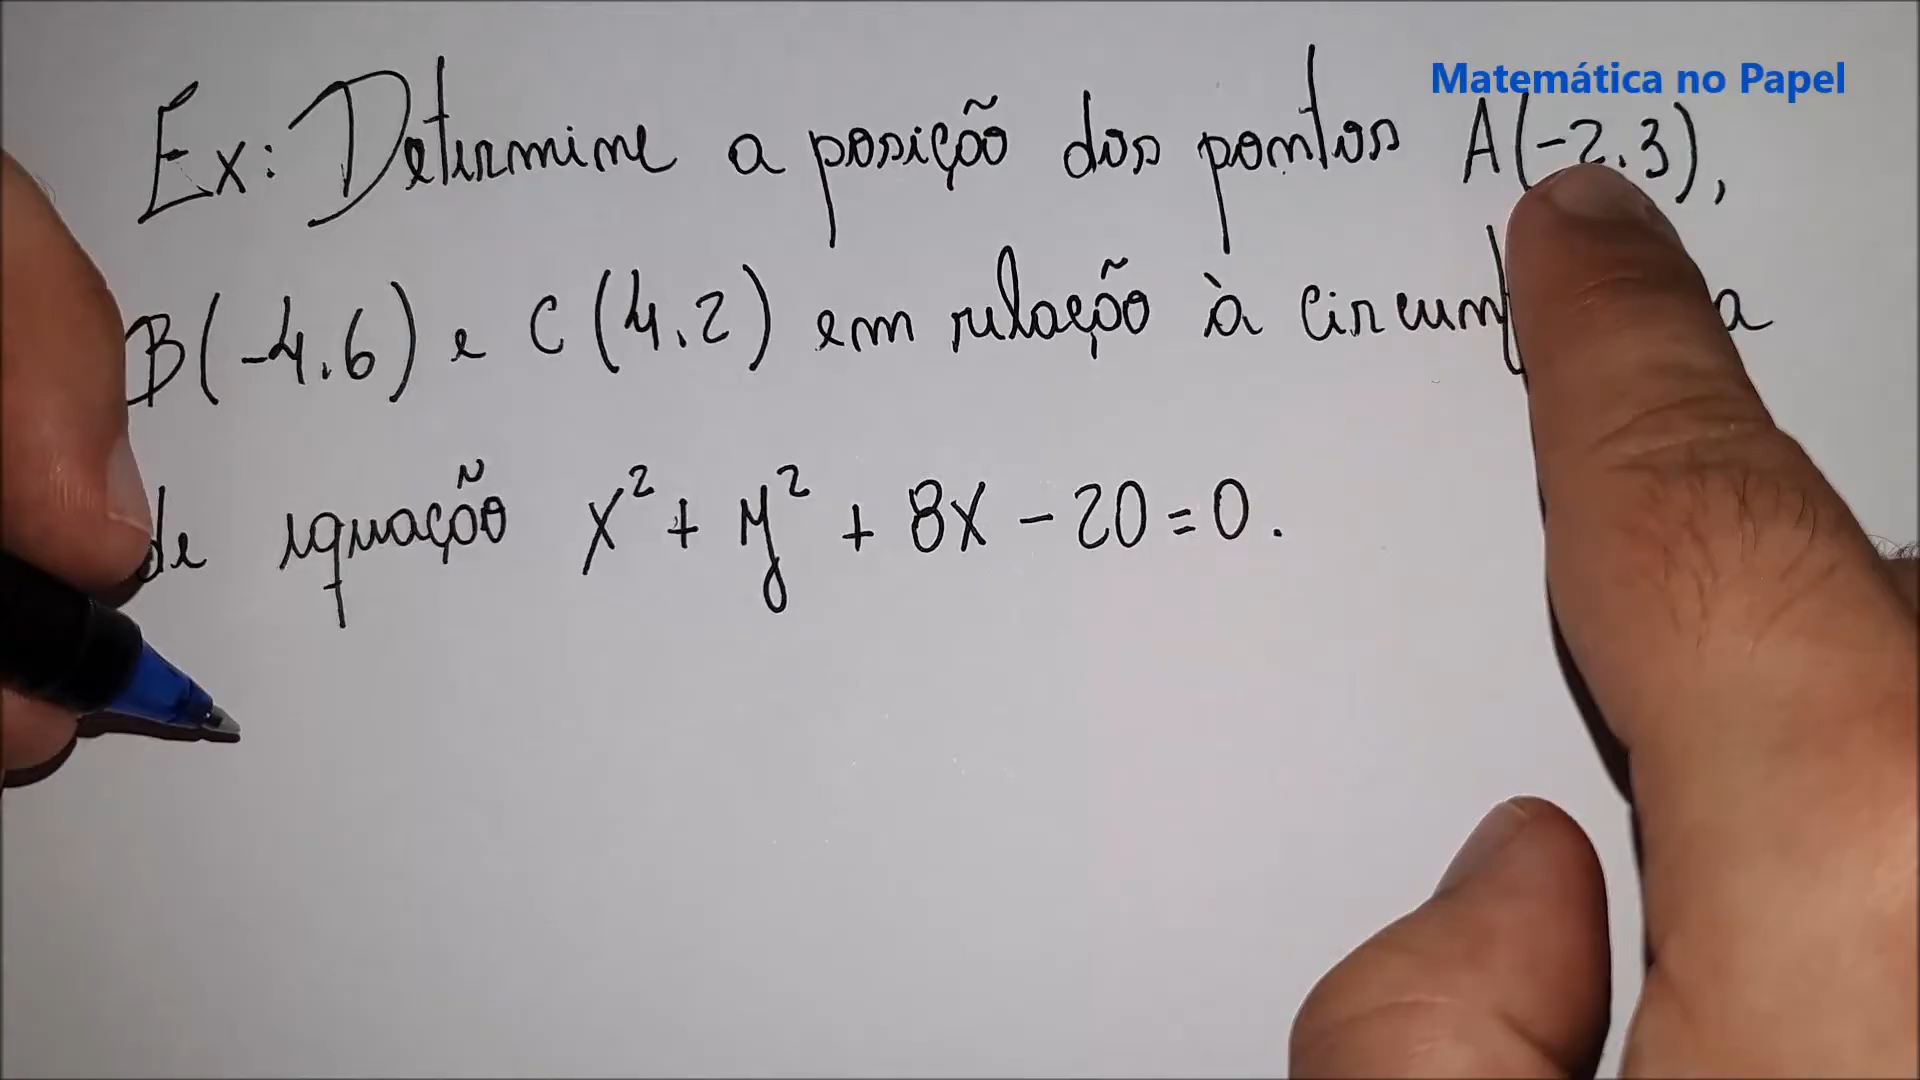 Matemática no Papel
Ex: Determine a posição dos pontos A(-2,3),
B(-4,6) e C(4,2) em relação à
de equação x² + y² + 8x - 20 = 0.